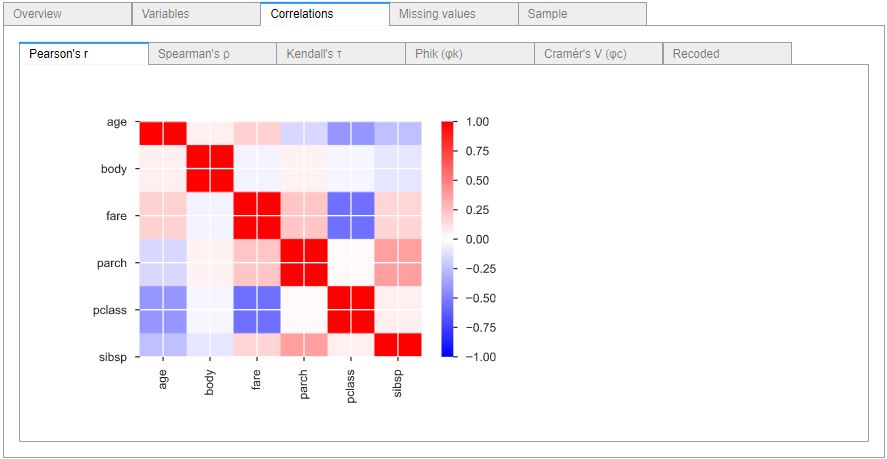 Overview Variables Correlations Missing values Sample
Pearson's r Spearman's ρ Kendall's τ Phik (φk) Cramér's V (φc) Recoded
age
body
fare
parch
pclass
sibsp
1.00
0.75
0.50
0.25
0.00
−0.25
−0.50
−0.75
−1.00
age body fare parch pclass sibsp